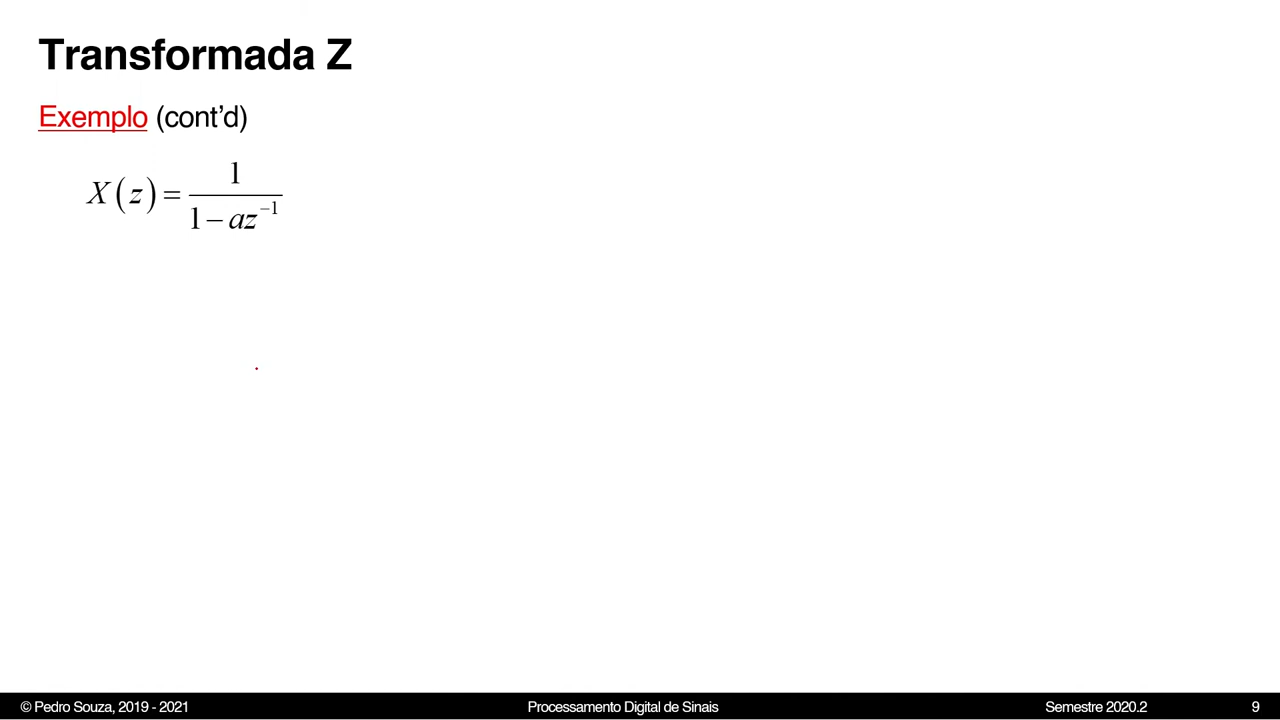 Transformada Z
Exemplo (cont’d)
X(z) = 1 / (1 − az⁻¹)
© Pedro Souza, 2019 - 2021 Processamento Digital de Sinais Semestre 2020.2 9